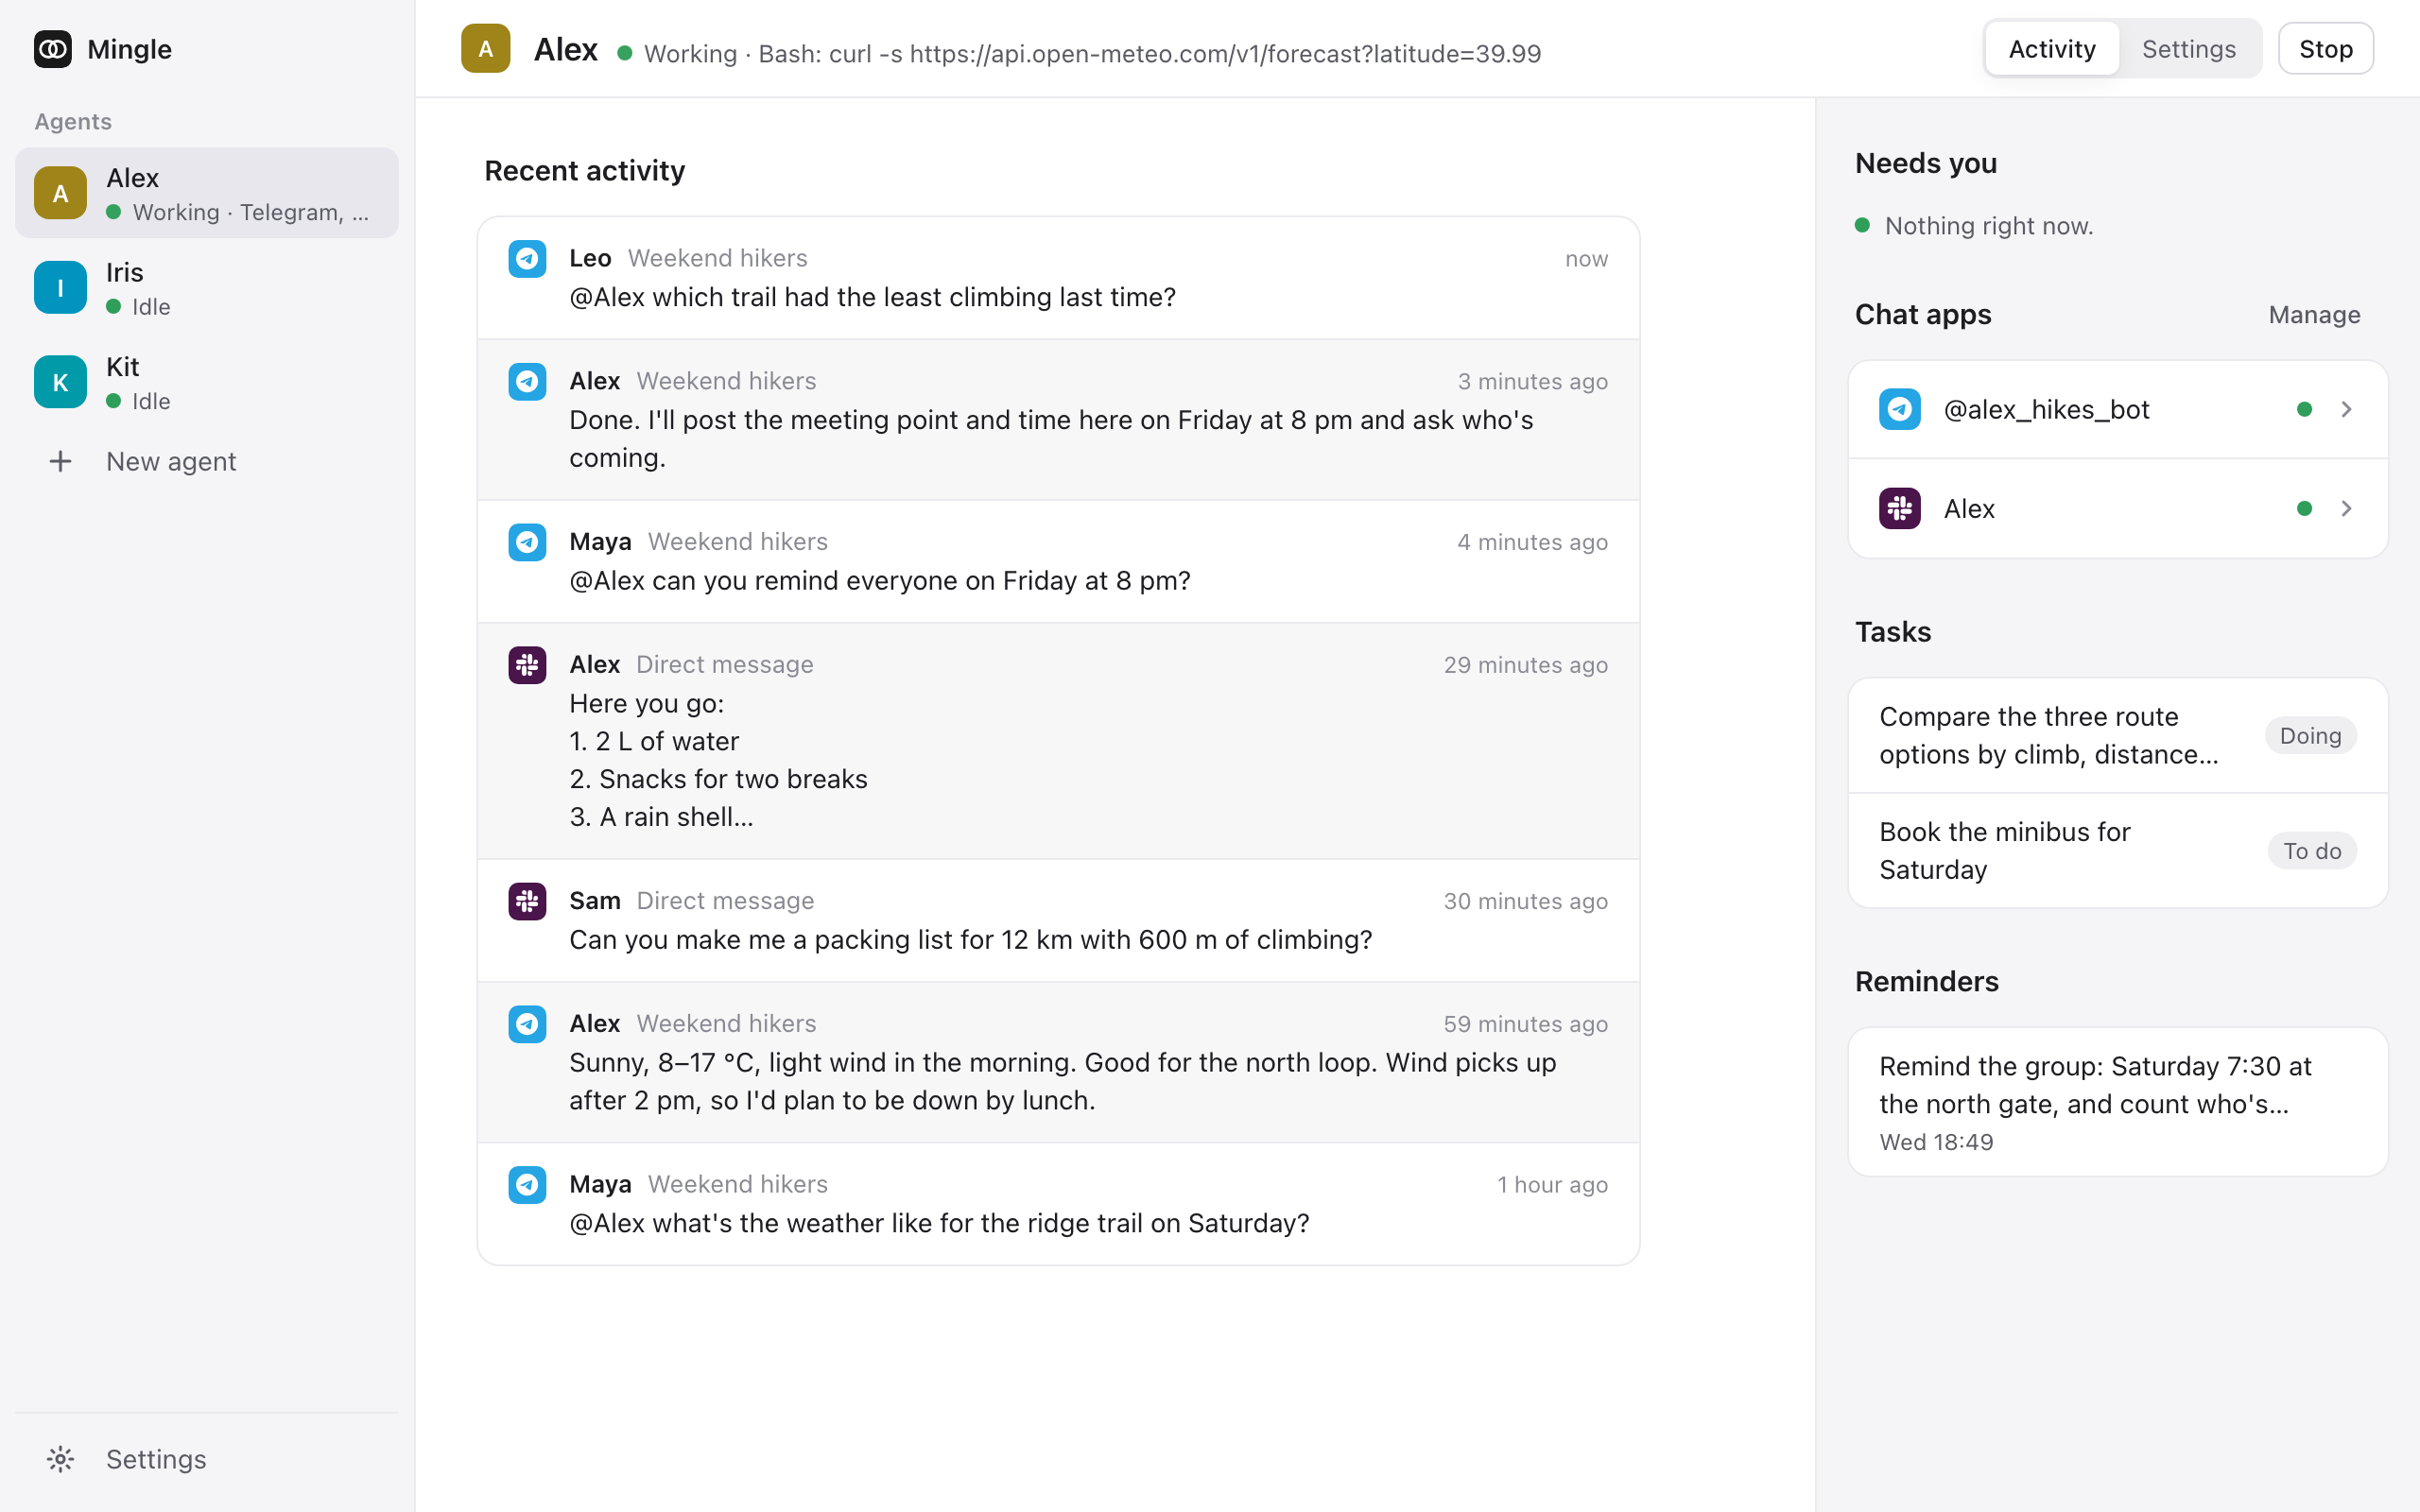 Mingle
Agents
A
Alex
Working · Telegram, ...
I
Iris
Idle
K
Kit
Idle
New agent
Settings
A
Alex
Working · Bash: curl -s https://api.open-meteo.com/v1/forecast?latitude=39.99
Activity
Settings
Stop
Recent activity
Leo Weekend hikers now
@Alex which trail had the least climbing last time?
Alex Weekend hikers 3 minutes ago
Done. I'll post the meeting point and time here on Friday at 8 pm and ask who's
coming.
Maya Weekend hikers 4 minutes ago
@Alex can you remind everyone on Friday at 8 pm?
Alex Direct message 29 minutes ago
Here you go:
1. 2 L of water
2. Snacks for two breaks
3. A rain shell...
Sam Direct message 30 minutes ago
Can you make me a packing list for 12 km with 600 m of climbing?
Alex Weekend hikers 59 minutes ago
Sunny, 8–17 °C, light wind in the morning. Good for the north loop. Wind picks up
after 2 pm, so I'd plan to be down by lunch.
Maya Weekend hikers 1 hour ago
@Alex what's the weather like for the ridge trail on Saturday?
Needs you
Nothing right now.
Chat apps Manage
@alex_hikes_bot
Alex
Tasks
Compare the three route
options by climb, distance...
Doing
Book the minibus for
Saturday
To do
Reminders
Remind the group: Saturday 7:30 at
the north gate, and count who's...
Wed 18:49